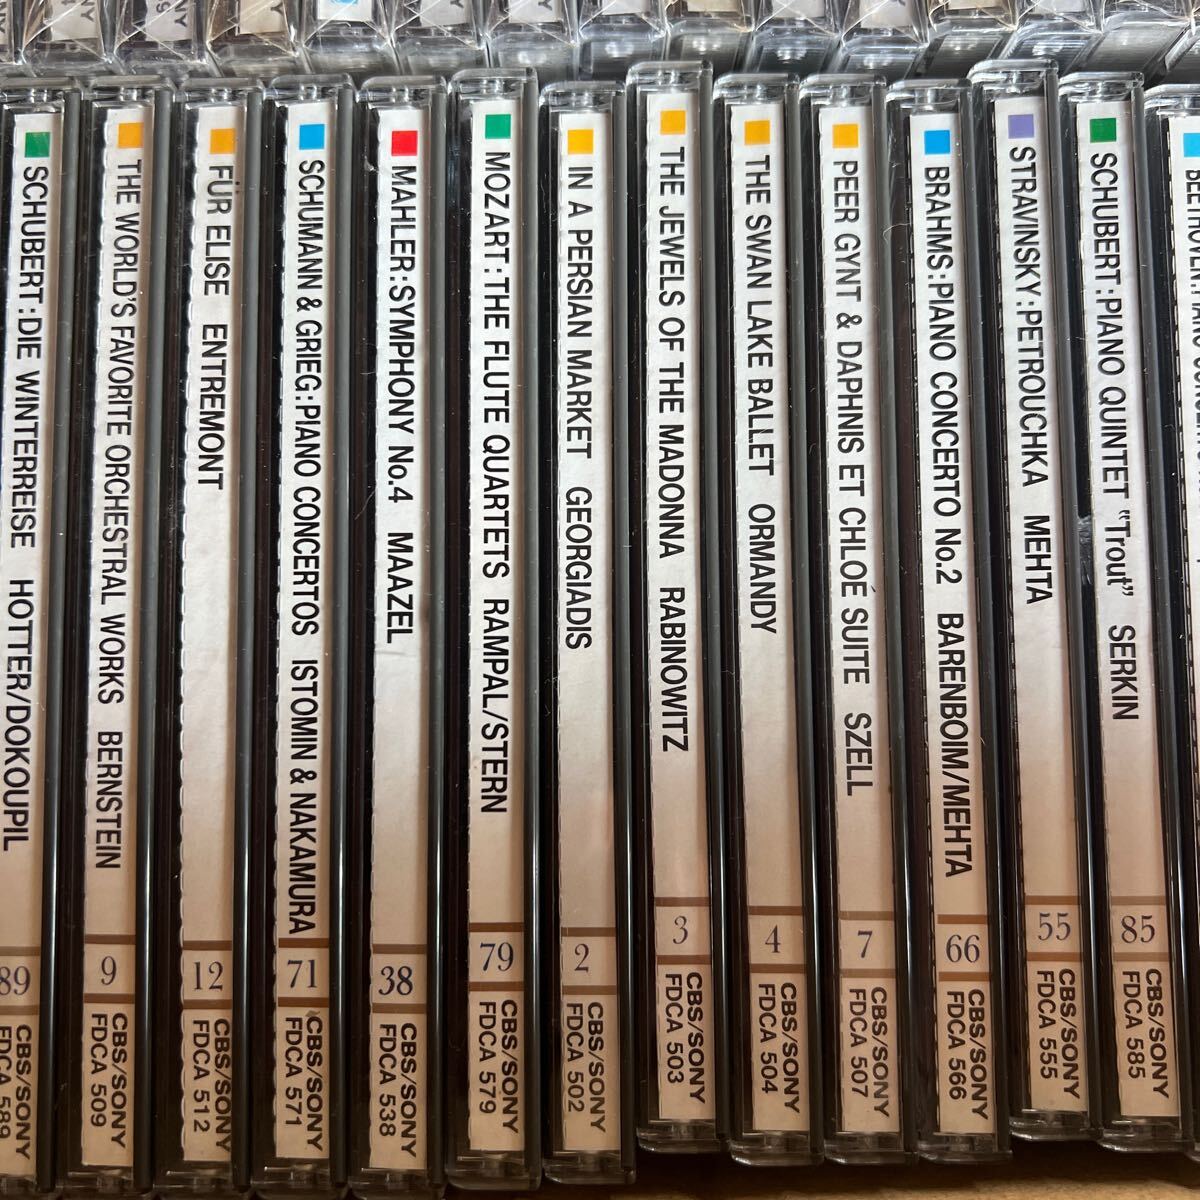 SCHUBERT:DIE WINTERREISE HOTTER/DOKOUPIL
89
CBS/SONY
FDCA 589
THE WORLD'S FAVORITE ORCHESTRAL WORKS BERNSTEIN
9
CBS/SONY
FDCA 509
FÜR ELISE ENTREMONT
12
CBS/SONY
FDCA 512
SCHUMANN & GRIEG:PIANO CONCERTOS ISTOMIN & NAKAMURA
71
CBS/SONY
FDCA 571
MAHLER:SYMPHONY No.4 MAAZEL
38
CBS/SONY
FDCA 538
MOZART:THE FLUTE QUARTETS RAMPAL/STERN
79
CBS/SONY
FDCA 579
IN A PERSIAN MARKET GEORGIADIS
2
CBS/SONY
FDCA 502
THE JEWELS OF THE MADONNA RABINOWITZ
3
CBS/SONY
FDCA 503
THE SWAN LAKE BALLET ORMANDY
4
CBS/SONY
FDCA 504
PEER GYNT & DAPHNIS ET CHLOÉ SUITE SZELL
7
CBS/SONY
FDCA 507
BRAHMS:PIANO CONCERTO No.2 BARENBOIM/MEHTA
66
CBS/SONY
FDCA 566
STRAVINSKY:PETROUCHKA MEHTA
55
CBS/SONY
FDCA 555
SCHUBERT:PIANO QUINTET "Trout" SERKIN
85
CBS/SONY
FDCA 585